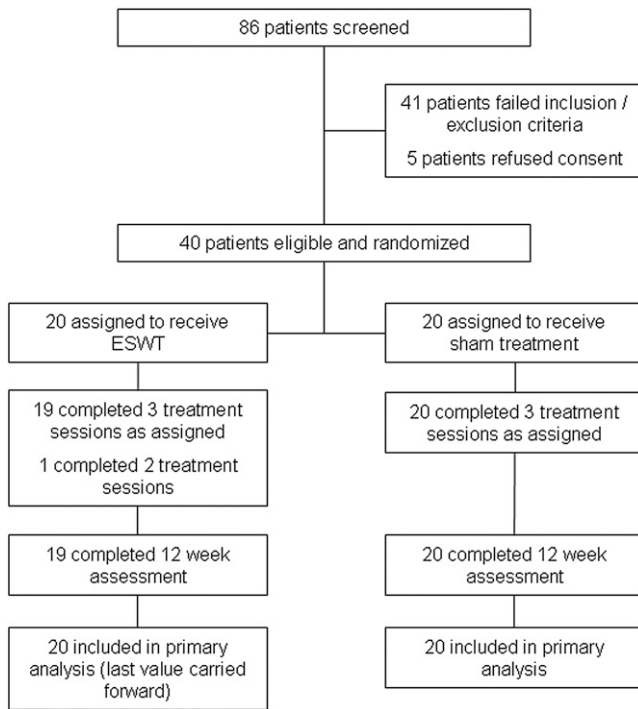 86 patients screened
41 patients failed inclusion /
exclusion criteria
5 patients refused consent
40 patients eligible and randomized
20 assigned to receive
ESWT
20 assigned to receive
sham treatment
19 completed 3 treatment
sessions as assigned
1 completed 2 treatment
sessions
20 completed 3 treatment
sessions as assigned
19 completed 12 week
assessment
20 completed 12 week
assessment
20 included in primary
analysis (last value carried
forward)
20 included in primary
analysis